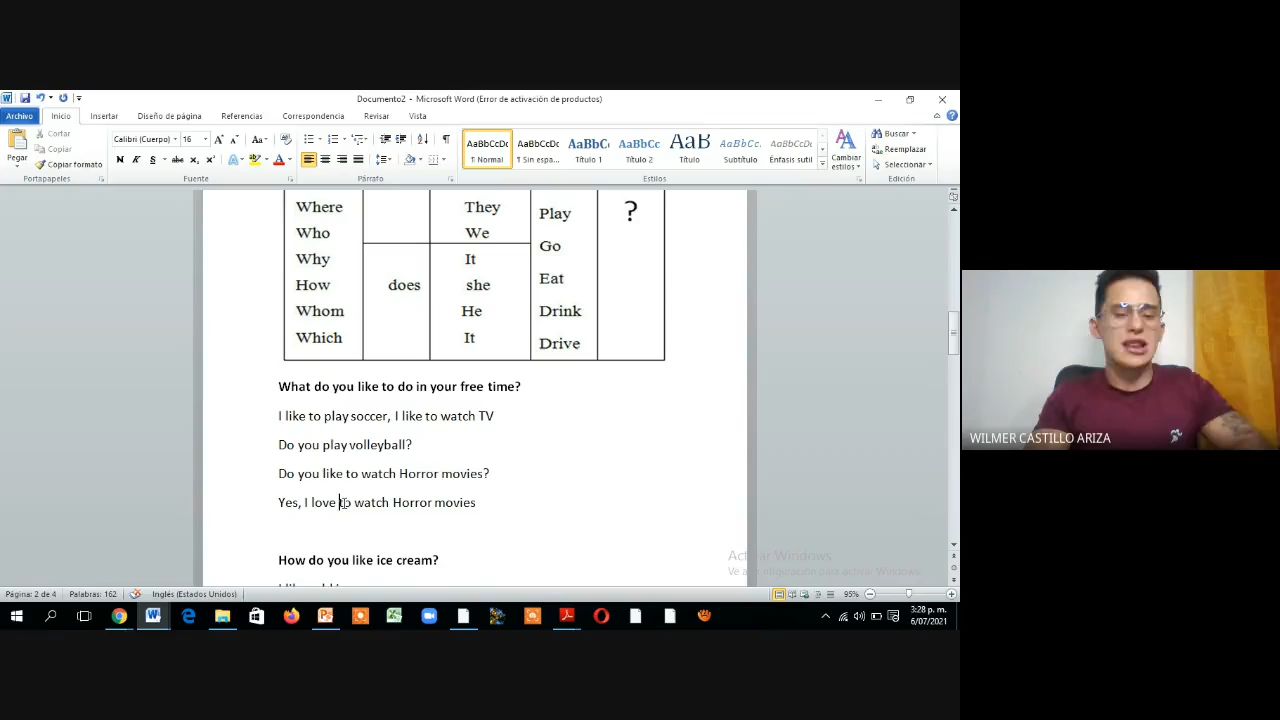 Documento2 - Microsoft Word (Error de activación de productos)
Archivo Inicio Insertar Diseño de página Referencias Correspondencia Revisar Vista
Pegar
Cortar
Copiar
Copiar formato
Portapapeles
Calibri (Cuerpo) 16
Fuente
Párrafo
AaBbCcDc AaBbCcDc AaBbC AaBbCc AaB AaBbCc. AaBbCcDc
¶ Normal ¶ Sin espa... Título 1 Título 2 Título Subtítulo Énfasis sutil
Estilos
Cambiar estilos
Buscar
Reemplazar
Seleccionar
Edición
Where They Play ?
Who We Go
Why It Eat
How does she Drink
Whom He Drive
Which It
What do you like to do in your free time?
I like to play soccer, I like to watch TV
Do you play volleyball?
Do you like to watch Horror movies?
Yes, I love to watch Horror movies
How do you like ice cream?
Activar Windows
Ve a Configuración para activar Windows.
Página: 2 de 4 Palabras: 162 Inglés (Estados Unidos) 95%
3:28 p. m.
6/07/2021
WILMER CASTILLO ARIZA